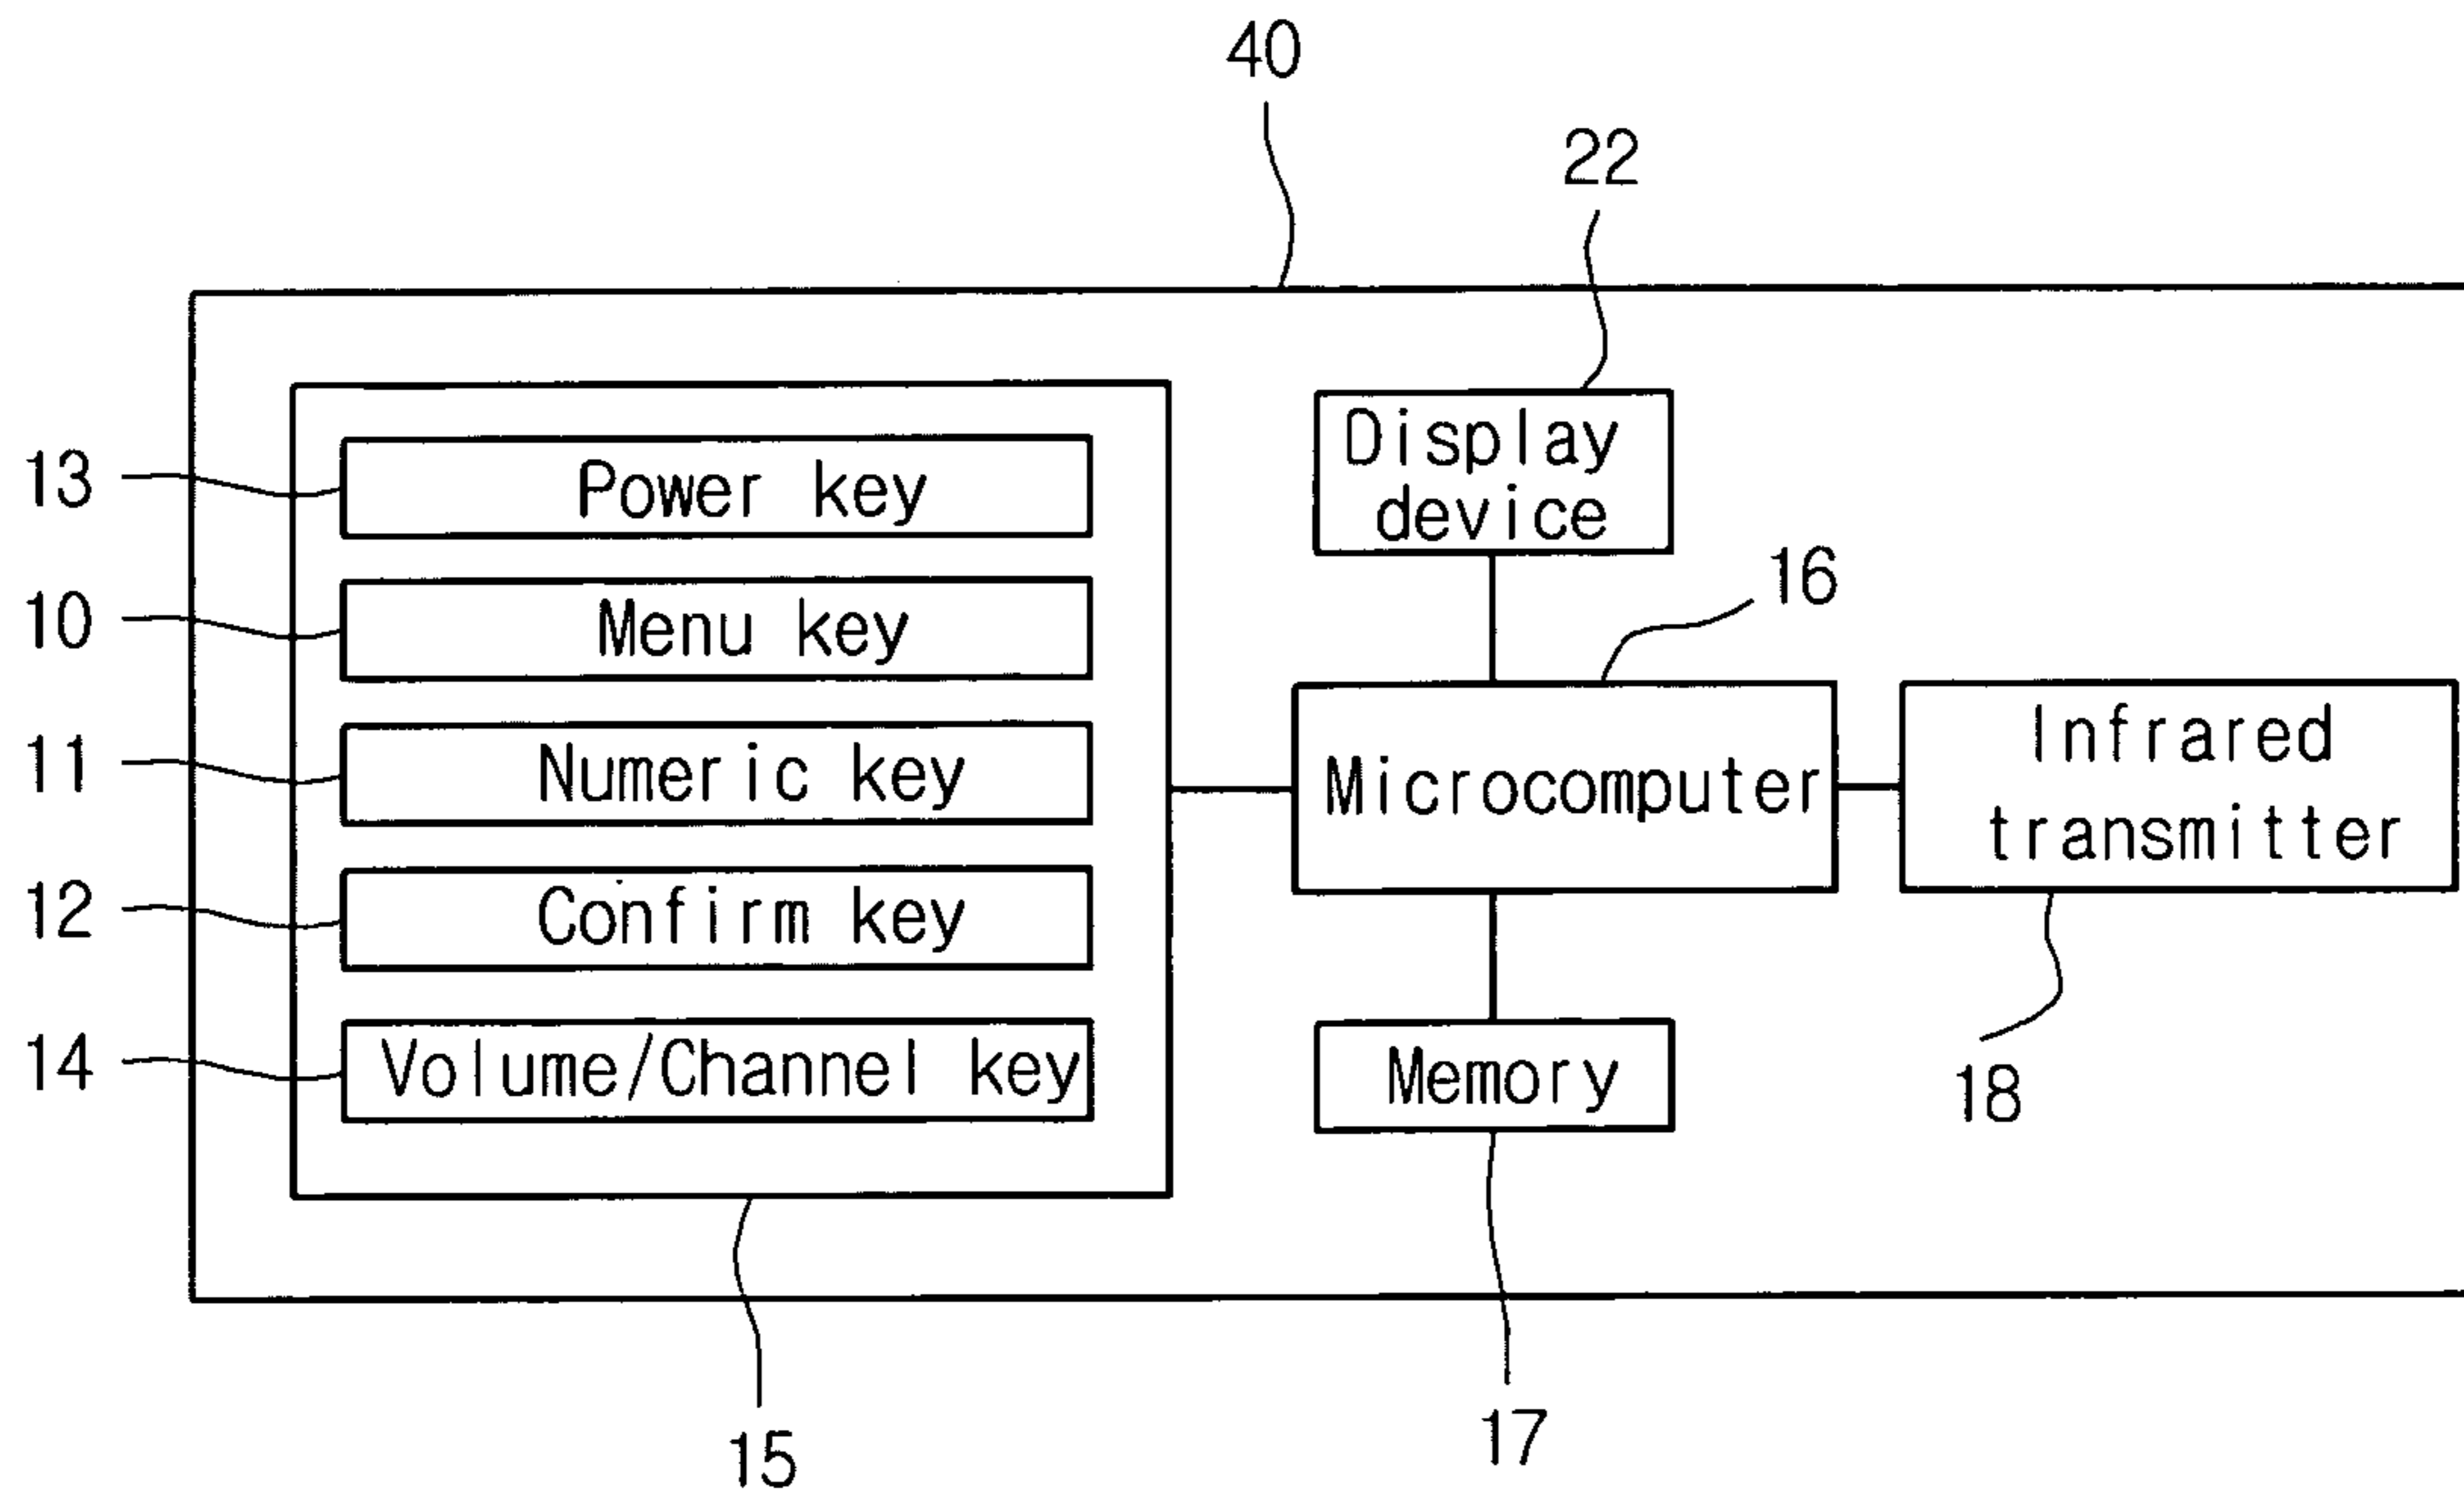 40
22
13
Power key
Display
device
10
Menu key
16
11
Numeric key
Microcomputer
Infrared
transmitter
12
Confirm key
14
Volume/Channel key
Memory
18
15
17